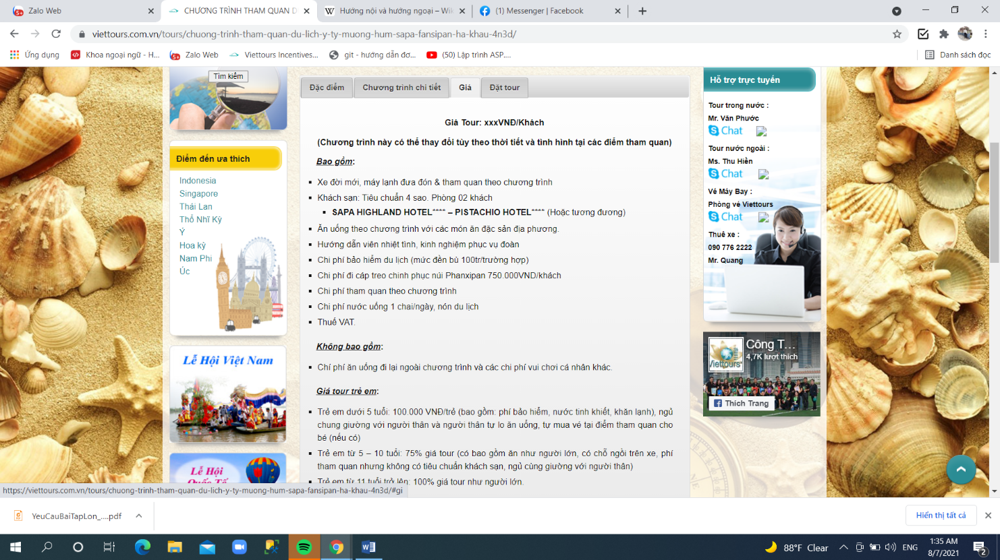 Zalo Web
CHƯƠNG TRÌNH THAM QUAN D
Hướng nội và hướng ngoại – Wik
(1) Messenger | Facebook
viettours.com.vn/tours/chuong-trinh-tham-quan-du-lich-y-ty-muong-hum-sapa-fansipan-ha-khau-4n3d/
Ứng dụng
Khoa ngoại ngữ - H...
Zalo Web
Viettours Incentives...
git - hướng dẫn đơ...
(50) Lập trình ASP....
Danh sách đọc
Tìm kiếm
Điểm đến ưa thích
Indonesia
Singapore
Thái Lan
Thổ Nhĩ Kỳ
Ý
Hoa kỳ
Nam Phi
Úc
Lễ Hội Việt Nam
Lễ Hội
Quốc Tế
Đặc điểm
Chương trình chi tiết
Giá
Đặt tour
Giá Tour: xxxVNĐ/Khách
(Chương trình này có thể thay đổi tùy theo thời tiết và tình hình tại các điểm tham quan)
Bao gồm:
Xe đời mới, máy lạnh đưa đón & tham quan theo chương trình
Khách sạn: Tiêu chuẩn 4 sao. Phòng 02 khách
SAPA HIGHLAND HOTEL**** – PISTACHIO HOTEL**** (Hoặc tương đương)
Ăn uống theo chương trình với các món ăn đặc sản địa phương.
Hướng dẫn viên nhiệt tình, kinh nghiệm phục vụ đoàn
Chi phí bảo hiểm du lịch (mức đền bù 100tr/trường hợp)
Chi phí đi cáp treo chinh phục núi Phanxipan 750.000VND/khách
Chi phí tham quan theo chương trình
Chi phí nước uống 1 chai/ngày, nón du lịch
Thuế VAT.
Không bao gồm:
Chí phí ăn uống đi lại ngoài chương trình và các chi phí vui chơi cá nhân khác.
Giá tour trẻ em:
Trẻ em dưới 5 tuổi: 100.000 VNĐ/trẻ (bao gồm: phí bảo hiểm, nước tinh khiết, khăn lạnh), ngủ
chung giường với người thân và người thân tự lo ăn uống, tự mua vé tại điểm tham quan cho
bé (nếu có)
Trẻ em từ 5 – 10 tuổi: 75% giá tour (có bao gồm ăn như người lớn, có chỗ ngồi trên xe, phí
tham quan nhưng không có tiêu chuẩn khách sạn, ngủ cùng giường với người thân)
Trẻ em từ 11 tuổi trở lên: 100% giá tour như người lớn.
Hỗ trợ trực tuyến
Tour trong nước :
Mr. Văn Phước
Chat
Tour nước ngoài :
Ms. Thu Hiền
Chat
Vé Máy Bay :
Phòng vé Viettours
Chat
Thuê xe :
090 776 2222
Mr. Quang
Công T...
4,7K lượt thích
Viettours
Thích Trang
https://viettours.com.vn/tours/chuong-trinh-tham-quan-du-lich-y-ty-muong-hum-sapa-fansipan-ha-khau-4n3d/#gi
YeuCauBaiTapLon_....pdf
Hiển thị tất cả
88°F Clear
ENG
1:35 AM
8/7/2021
2